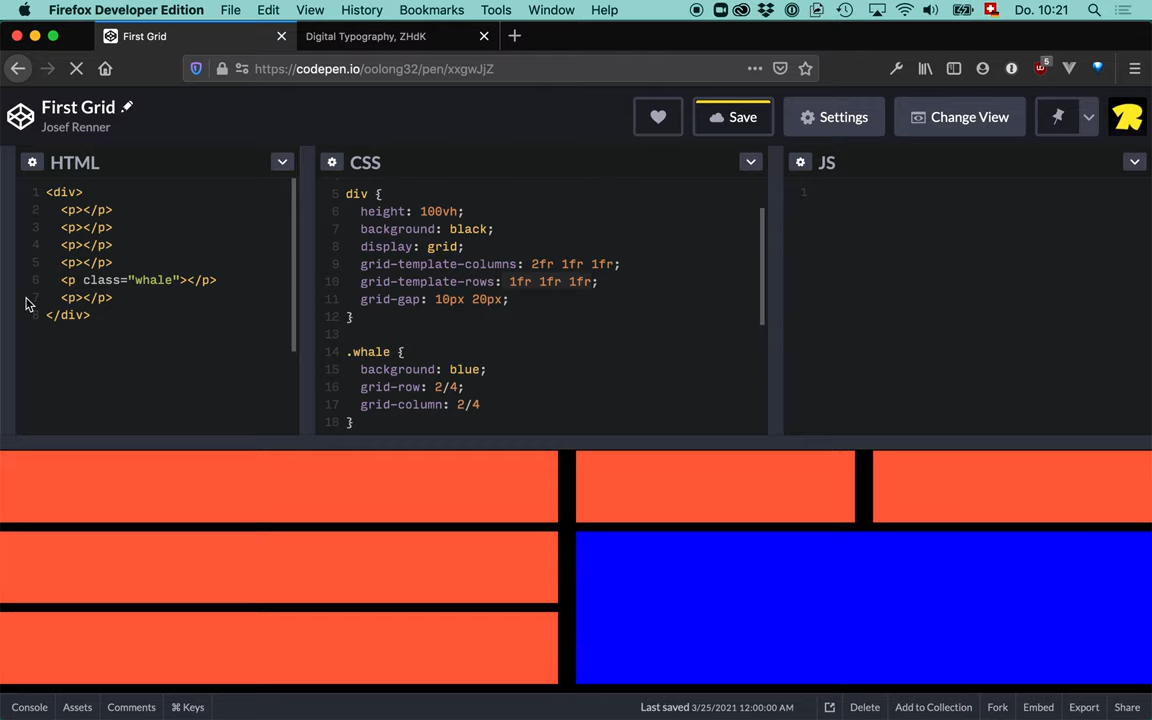 Firefox Developer Edition File Edit View History Bookmarks Tools Window Help Do. 10:21
First Grid Digital Typography, ZHdK
https://codepen.io/oolong32/pen/xxgwJjZ 5
First Grid
Josef Renner
Save Settings Change View
HTML CSS JS
1 <div>
2 <p></p>
3 <p></p>
4 <p></p>
5 <p></p>
6 <p class="whale"></p>
7 <p></p>
8 </div>
5 div {
6 height: 100vh;
7 background: black;
8 display: grid;
9 grid-template-columns: 2fr 1fr 1fr;
10 grid-template-rows: 1fr 1fr 1fr;
11 grid-gap: 10px 20px;
12 }
13
14 .whale {
15 background: blue;
16 grid-row: 2/4;
17 grid-column: 2/4
18 }
1
Console Assets Comments ⌘ Keys Last saved 3/25/2021 12:00:00 AM Delete Add to Collection Fork Embed Export Share